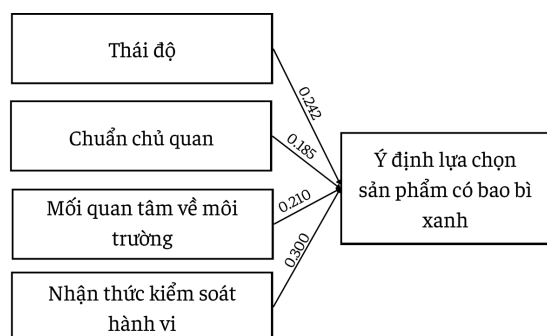 Thái độ
0.242
Chuẩn chủ quan
0.185
Ý định lựa chọn
sản phẩm có bao bì
xanh
Mối quan tâm về môi
trường
0.210
0.300
Nhận thức kiểm soát
hành vi